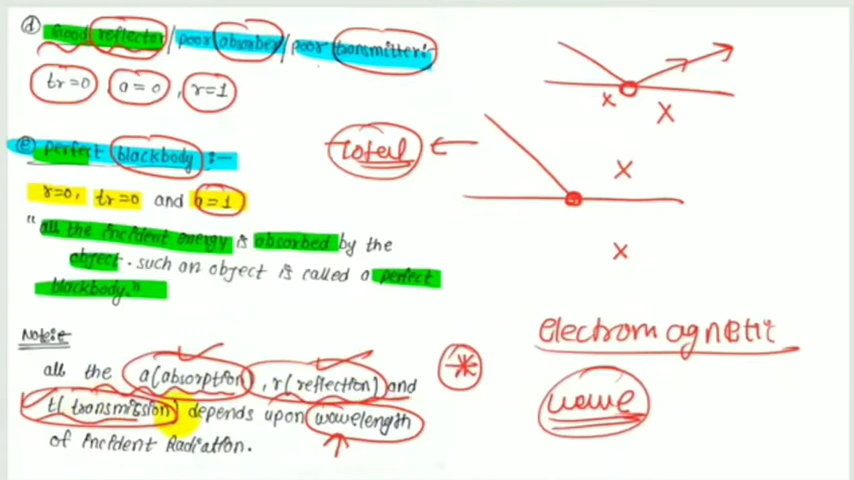 d) Good reflector/poor absorber/poor transmitter:-
tr=0, a=0, r=1
e) perfect blackbody :-
r=0, tr=0 and a=1
"all the incident energy is absorbed by the
object. such an object is called a perfect
blackbody."
Note:-
all the a(absorption), r(reflection) and
t(transmission) depends upon wavelength
of incident Radiation.
x x
total
x
x
electromagnetic
wave